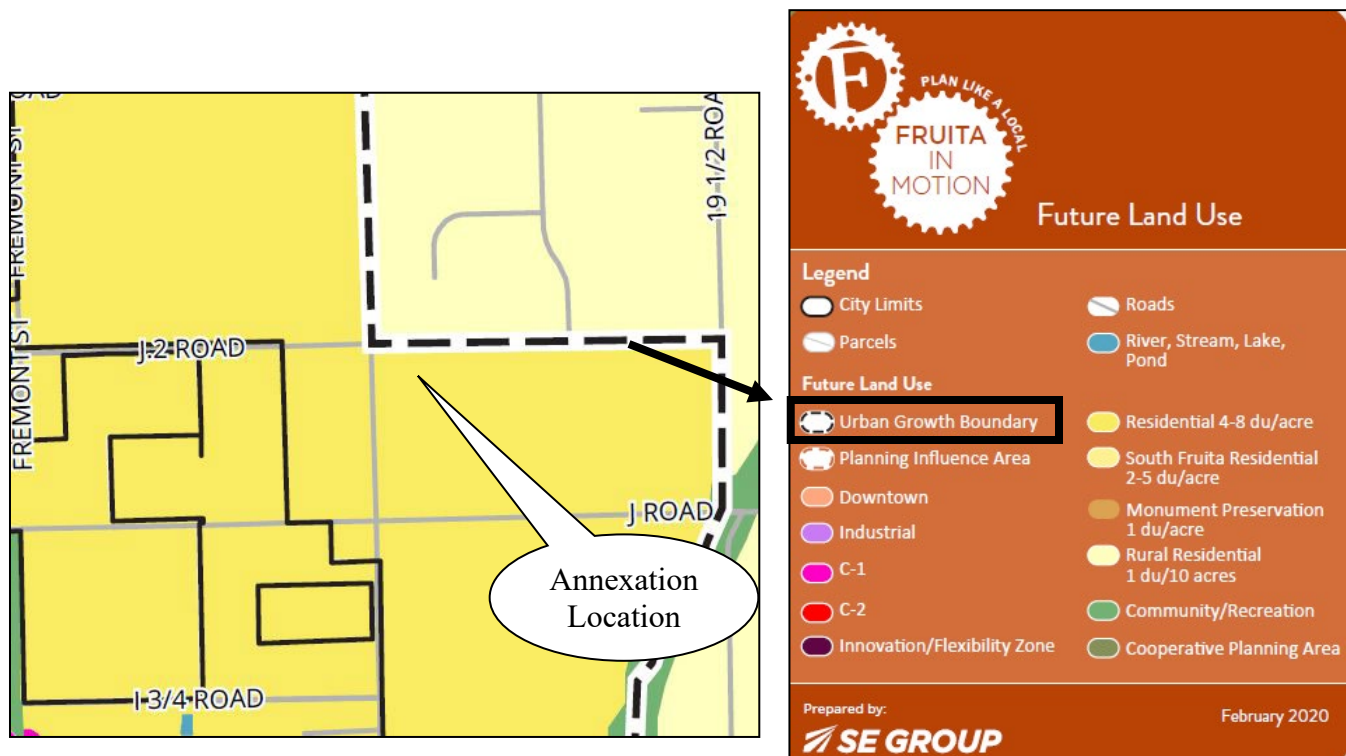 OAD
FREMONT ST
19 1/2 ROA
J.2 ROAD
FREMONT ST
J ROAD
Annexation
Location
I 3/4 ROAD
F
PLAN LIKE A LOCAL
FRUITA
IN
MOTION
Future Land Use
Legend
City Limits
Roads
Parcels
River, Stream, Lake,
Pond
Future Land Use
Urban Growth Boundary
Residential 4-8 du/acre
Planning Influence Area
South Fruita Residential
2-5 du/acre
Downtown
Monument Preservation
1 du/acre
Industrial
Rural Residential
1 du/10 acres
C-1
C-2
Community/Recreation
Innovation/Flexibility Zone
Cooperative Planning Area
Prepared by:
February 2020
SE GROUP